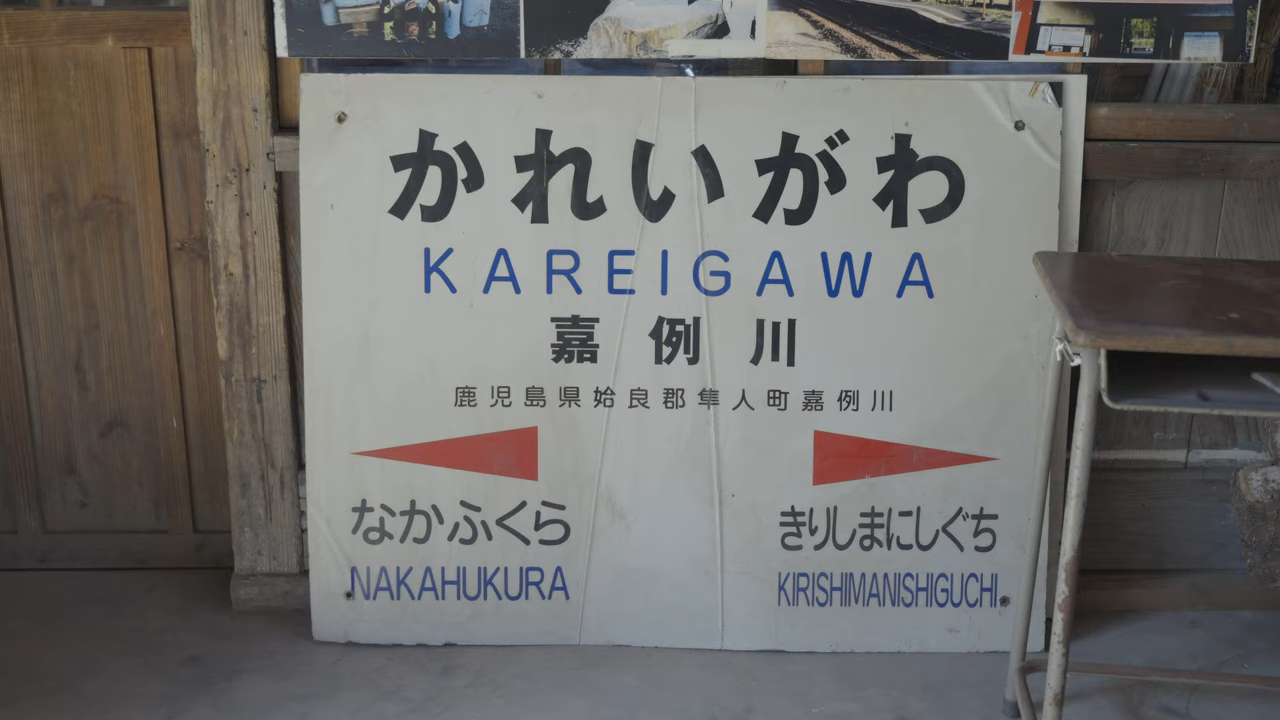 かれいがわ
KAREIGAWA
嘉例川
鹿児島県姶良郡隼人町嘉例川
なかふくら
NAKAHUKURA
きりしまにしぐち
KIRISHIMANISHIGUCHI